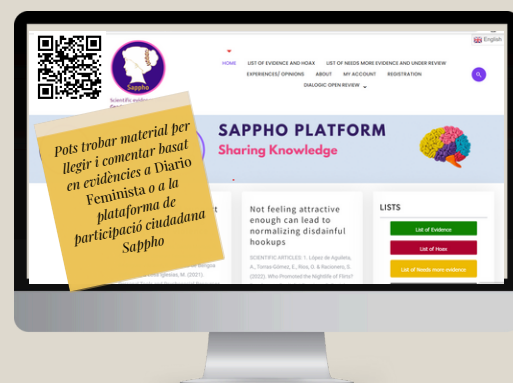 English
HOME
LIST OF EVIDENCE AND HOAX
LIST OF NEEDS MORE EVIDENCE AND UNDER REVIEW
EXPERIENCES/ OPINIONS
ABOUT
MY ACCOUNT
REGISTRATION
DIALOGIC OPEN REVIEW
Sappho
Scientific
SAPPHO PLATFORM
Sharing Knowledge
Pots trobar material per
llegir i comentar basat
en evidències a Diario
Feminista o a la
plataforma de
participació ciudadana
Sappho
Not feeling attractive
enough can lead to
normalizing disdainful
hookups
SCIENTIFIC ARTICLES: 1. López de Aguileta,
A., Torras-Gómez, E., Rios, O. & Racionero, S.
(2022). Who Promoted the Nightlife of Flirts?
LISTS
List of Evidence
List of Hoax
List of Needs more evidence
Iglesias, M. (2021).